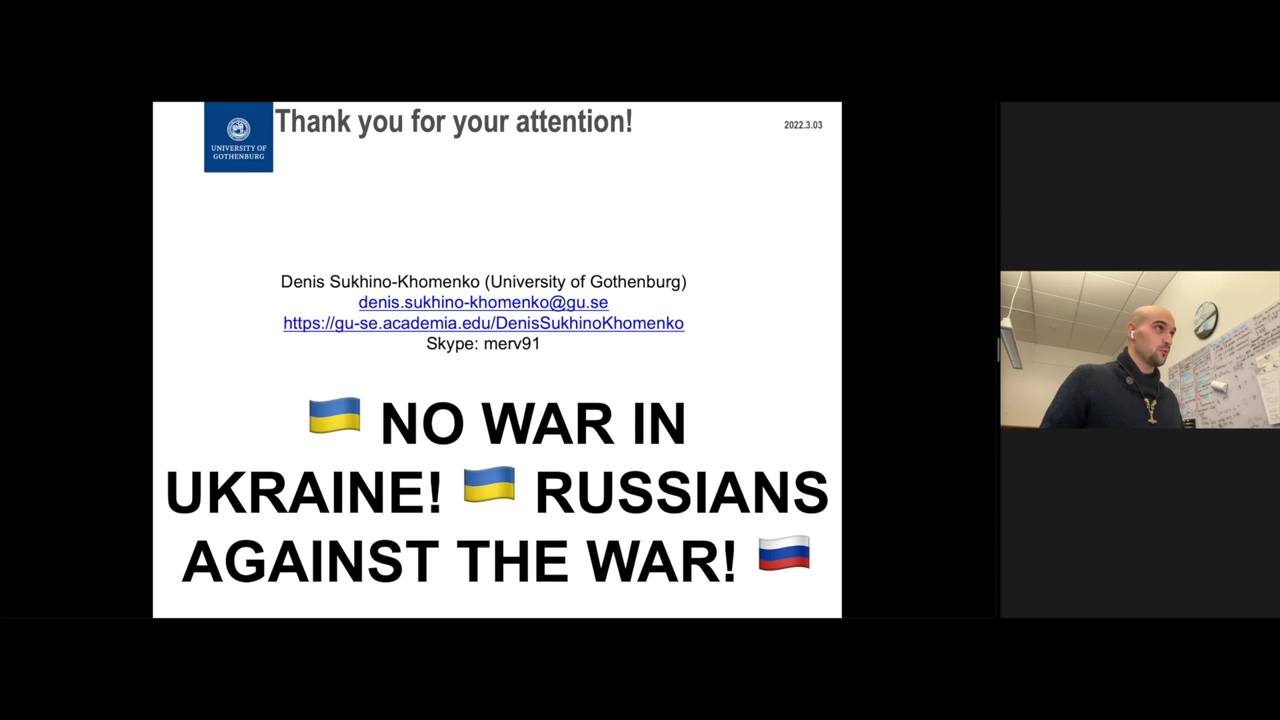 Thank you for your attention!
2022.3.03
UNIVERSITY OF
GOTHENBURG
Denis Sukhino-Khomenko (University of Gothenburg)
denis.sukhino-khomenko@gu.se
https://gu-se.academia.edu/DenisSukhinoKhomenko
Skype: merv91
🇺🇦 NO WAR IN
UKRAINE! 🇺🇦 RUSSIANS
AGAINST THE WAR! 🇷🇺